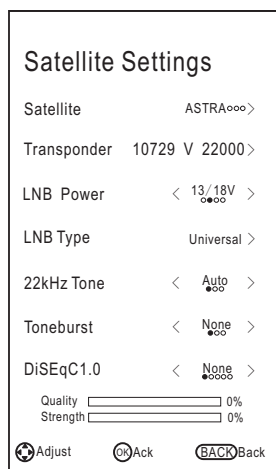 Satellite Settings
Satellite ASTRA
Transponder 10729 V 22000
LNB Power 13/18V
LNB Type Universal
22kHz Tone Auto
Toneburst None
DiSEqC1.0 None
Quality 0%
Strength 0%
Adjust OK Ack BACK Back